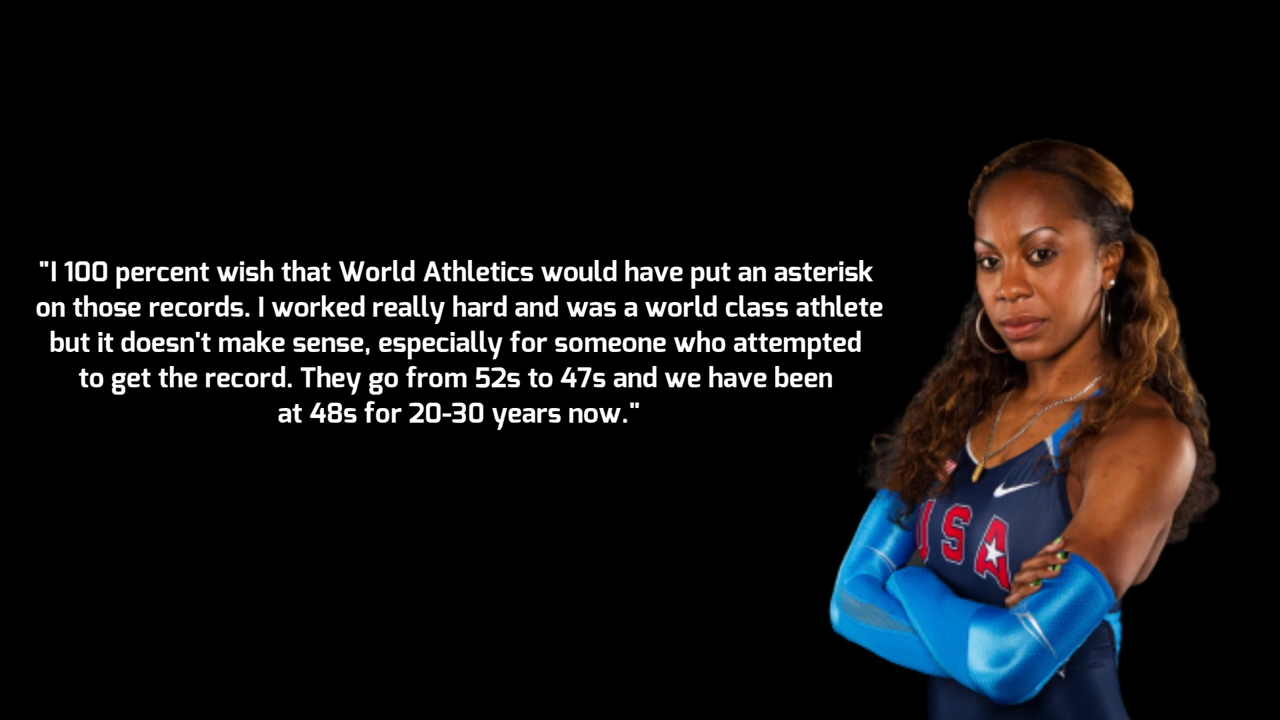 "I 100 percent wish that World Athletics would have put an asterisk
on those records. I worked really hard and was a world class athlete
but it doesn't make sense, especially for someone who attempted
to get the record. They go from 52s to 47s and we have been
at 48s for 20-30 years now."
USA